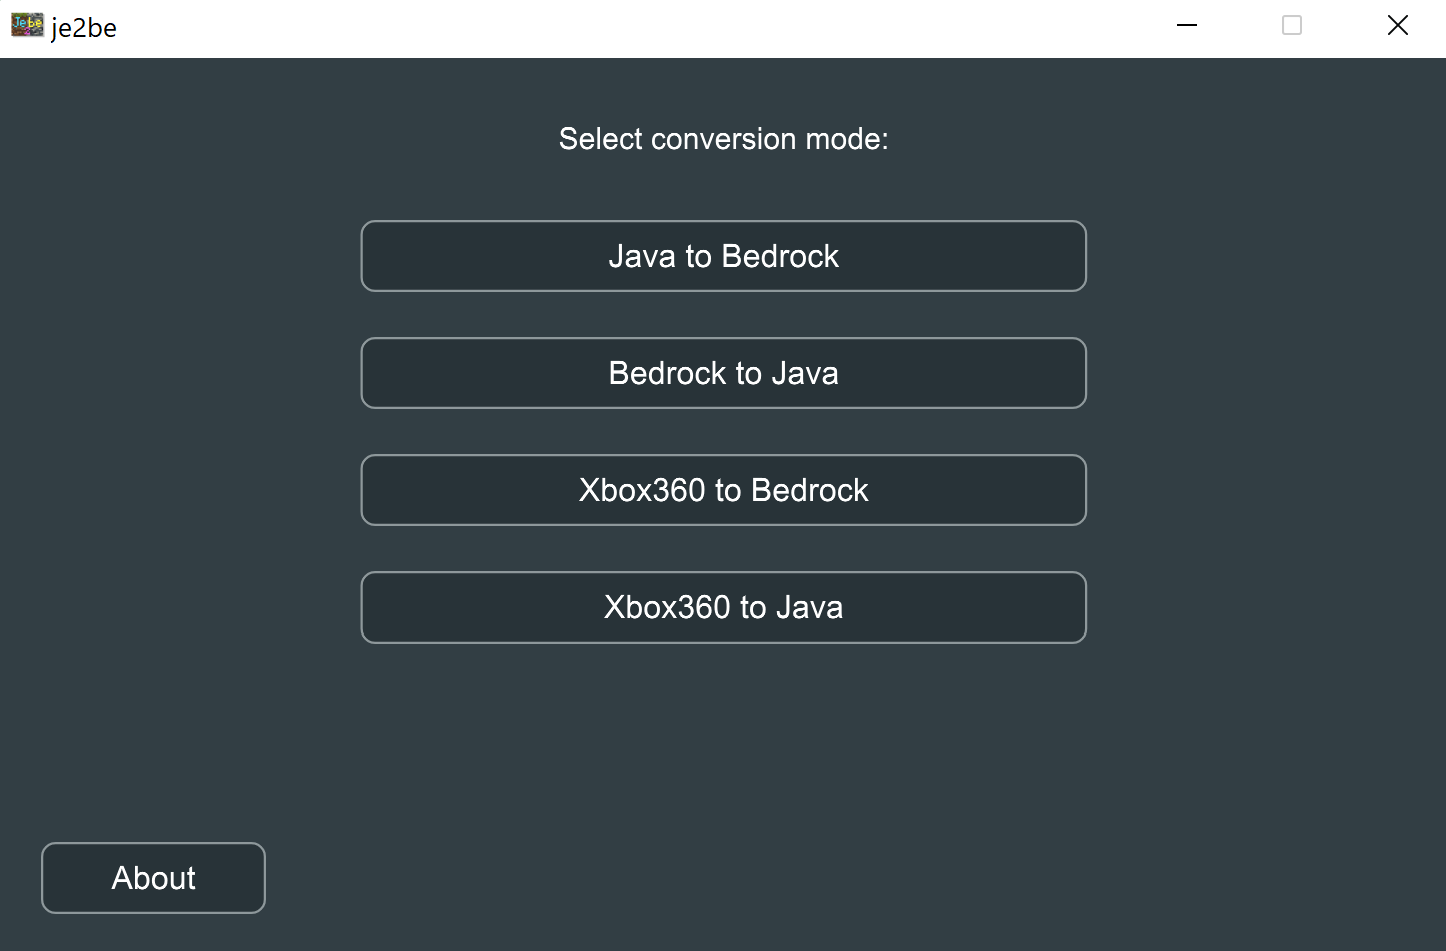 je2be
Select conversion mode:
Java to Bedrock
Bedrock to Java
Xbox360 to Bedrock
Xbox360 to Java
About